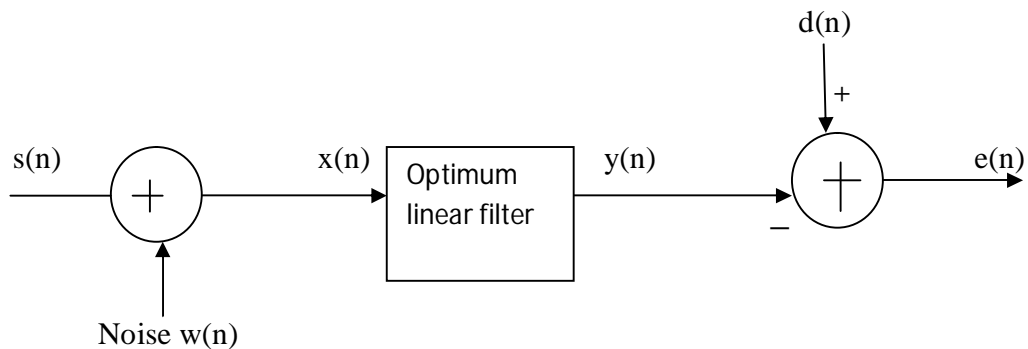 d(n)
+
s(n)
x(n)
Optimum
linear filter
y(n)
e(n)
+
+
−
Noise w(n)